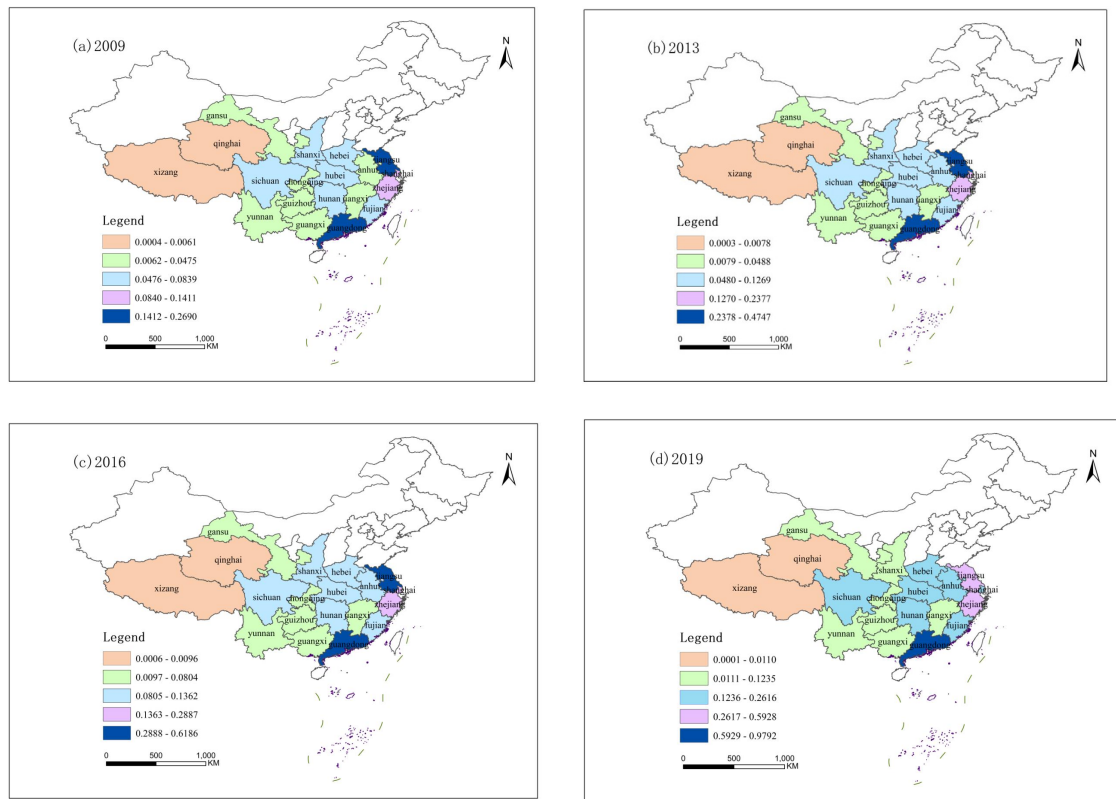 (a)2009
N
gansu
qinghai
shanxi
hebei
jiangsu
anhui
shanghai
xizang
sichuan
chongqing
hubei
zhejiang
hunan
jiangxi
guizhou
fujian
yunnan
guangxi
guangdong
Legend
0.0004 - 0.0061
0.0062 - 0.0475
0.0476 - 0.0839
0.0840 - 0.1411
0.1412 - 0.2690
0 500 1,000
KM
(b)2013
N
gansu
qinghai
shanxi
hebei
jiangsu
anhui
shanghai
xizang
sichuan
chongqing
hubei
zhejiang
hunan
jiangxi
guizhou
fujian
yunnan
guangxi
guangdong
Legend
0.0003 - 0.0078
0.0079 - 0.0488
0.0480 - 0.1269
0.1270 - 0.2377
0.2378 - 0.4747
0 500 1,000
KM
(c)2016
N
gansu
qinghai
shanxi
hebei
jiangsu
anhui
shanghai
xizang
sichuan
chongqing
hubei
zhejiang
hunan
jiangxi
guizhou
fujian
yunnan
guangxi
guangdong
Legend
0.0006 - 0.0096
0.0097 - 0.0804
0.0805 - 0.1362
0.1363 - 0.2887
0.2888 - 0.6186
0 500 1,000
KM
(d)2019
N
gansu
qinghai
shanxi
hebei
jiangsu
anhui
shanghai
xizang
sichuan
chongqing
hubei
zhejiang
hunan
jiangxi
guizhou
fujian
yunnan
guangxi
guangdong
Legend
0.0001 - 0.0110
0.0111 - 0.1235
0.1236 - 0.2616
0.2617 - 0.5928
0.5929 - 0.9792
0 500 1,000
KM